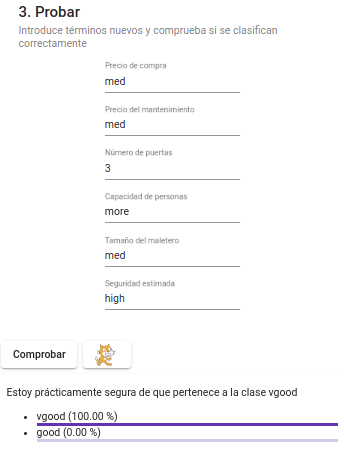 3. Probar
Introduce términos nuevos y comprueba si se clasifican
correctamente
Precio de compra
med
Precio del mantenimiento
med
Número de puertas
3
Capacidad de personas
more
Tamaño del maletero
med
Seguridad estimada
high
Comprobar
Estoy prácticamente segura de que pertenece a la clase vgood
• vgood (100.00 %)
• good (0.00 %)